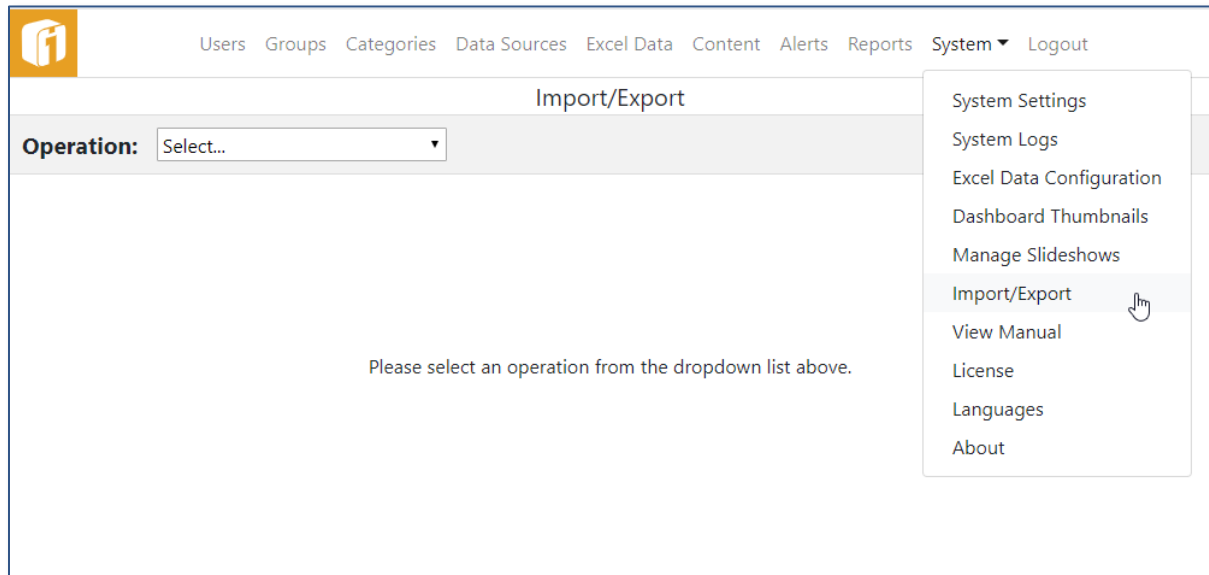 Users Groups Categories Data Sources Excel Data Content Alerts Reports System Logout
Import/Export
Operation: Select...
System Settings
System Logs
Excel Data Configuration
Dashboard Thumbnails
Manage Slideshows
Import/Export
View Manual
License
Languages
About
Please select an operation from the dropdown list above.